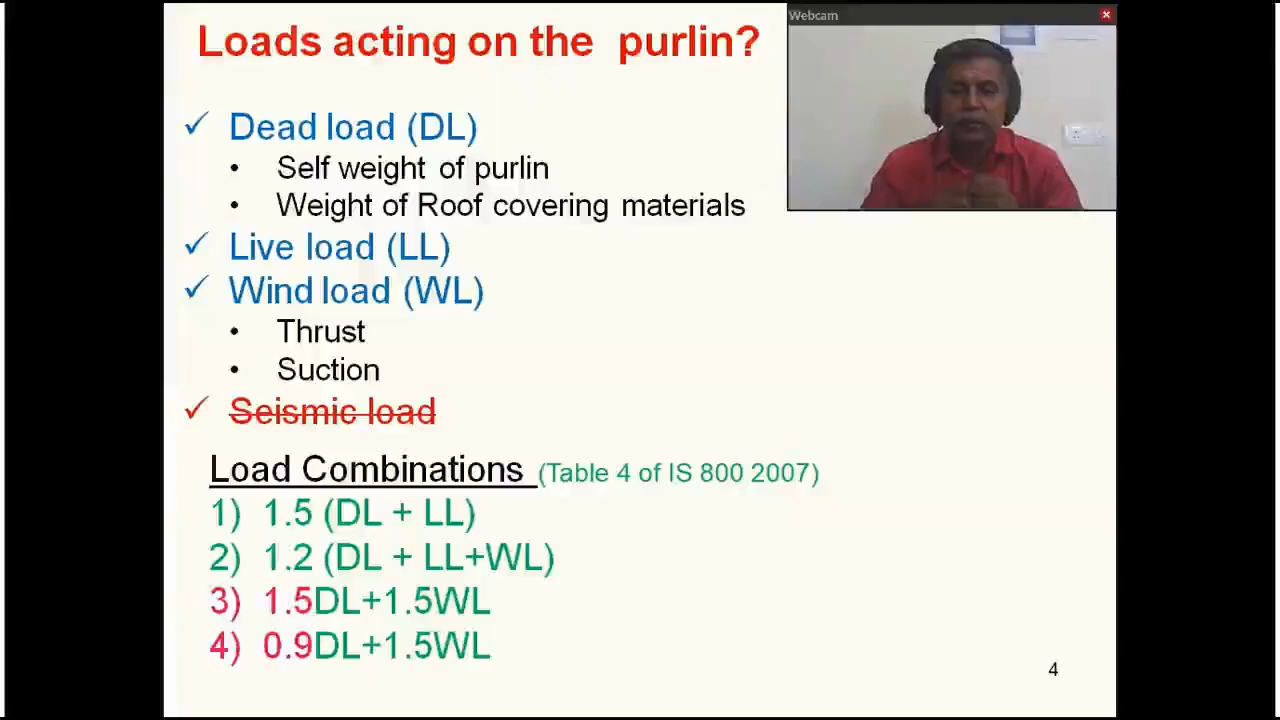 Loads acting on the purlin?
Webcam
✓ Dead load (DL)
• Self weight of purlin
• Weight of Roof covering materials
✓ Live load (LL)
✓ Wind load (WL)
• Thrust
• Suction
✓ Seismic load
Load Combinations (Table 4 of IS 800 2007)
1) 1.5 (DL + LL)
2) 1.2 (DL + LL+WL)
3) 1.5DL+1.5WL
4) 0.9DL+1.5WL
4